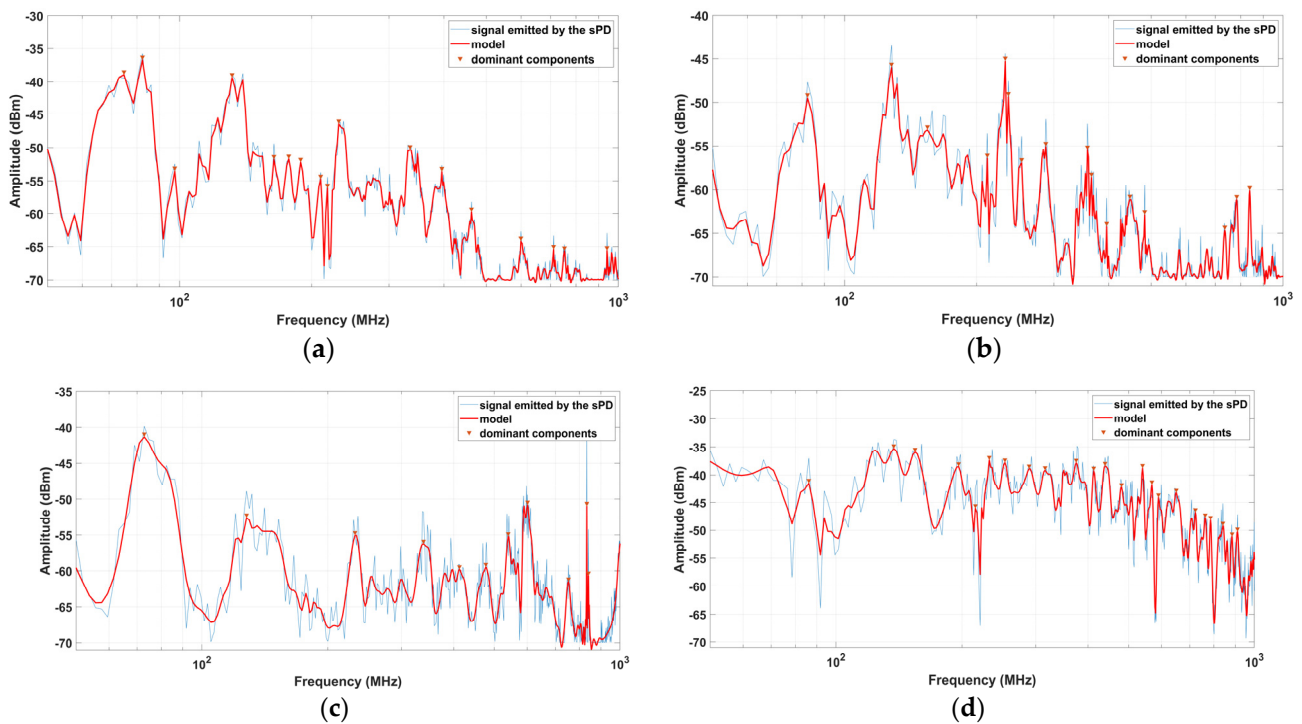 -30
-35
-40
-45
-50
-55
-60
-65
-70
Amplitude (dBm)
signal emitted by the sPD
model
dominant components
10²
10³
Frequency (MHz)
(a)
-40
-45
-50
-55
-60
-65
-70
Amplitude (dBm)
signal emitted by the sPD
model
dominant components
10²
10³
Frequency (MHz)
(b)
-35
-40
-45
-50
-55
-60
-65
-70
Amplitude (dBm)
signal emitted by the sPD
model
dominant components
10²
10³
Frequency (MHz)
(c)
-25
-30
-35
-40
-45
-50
-55
-60
-65
-70
Amplitude (dBm)
signal emitted by the sPD
model
dominant components
10²
10³
Frequency (MHz)
(d)